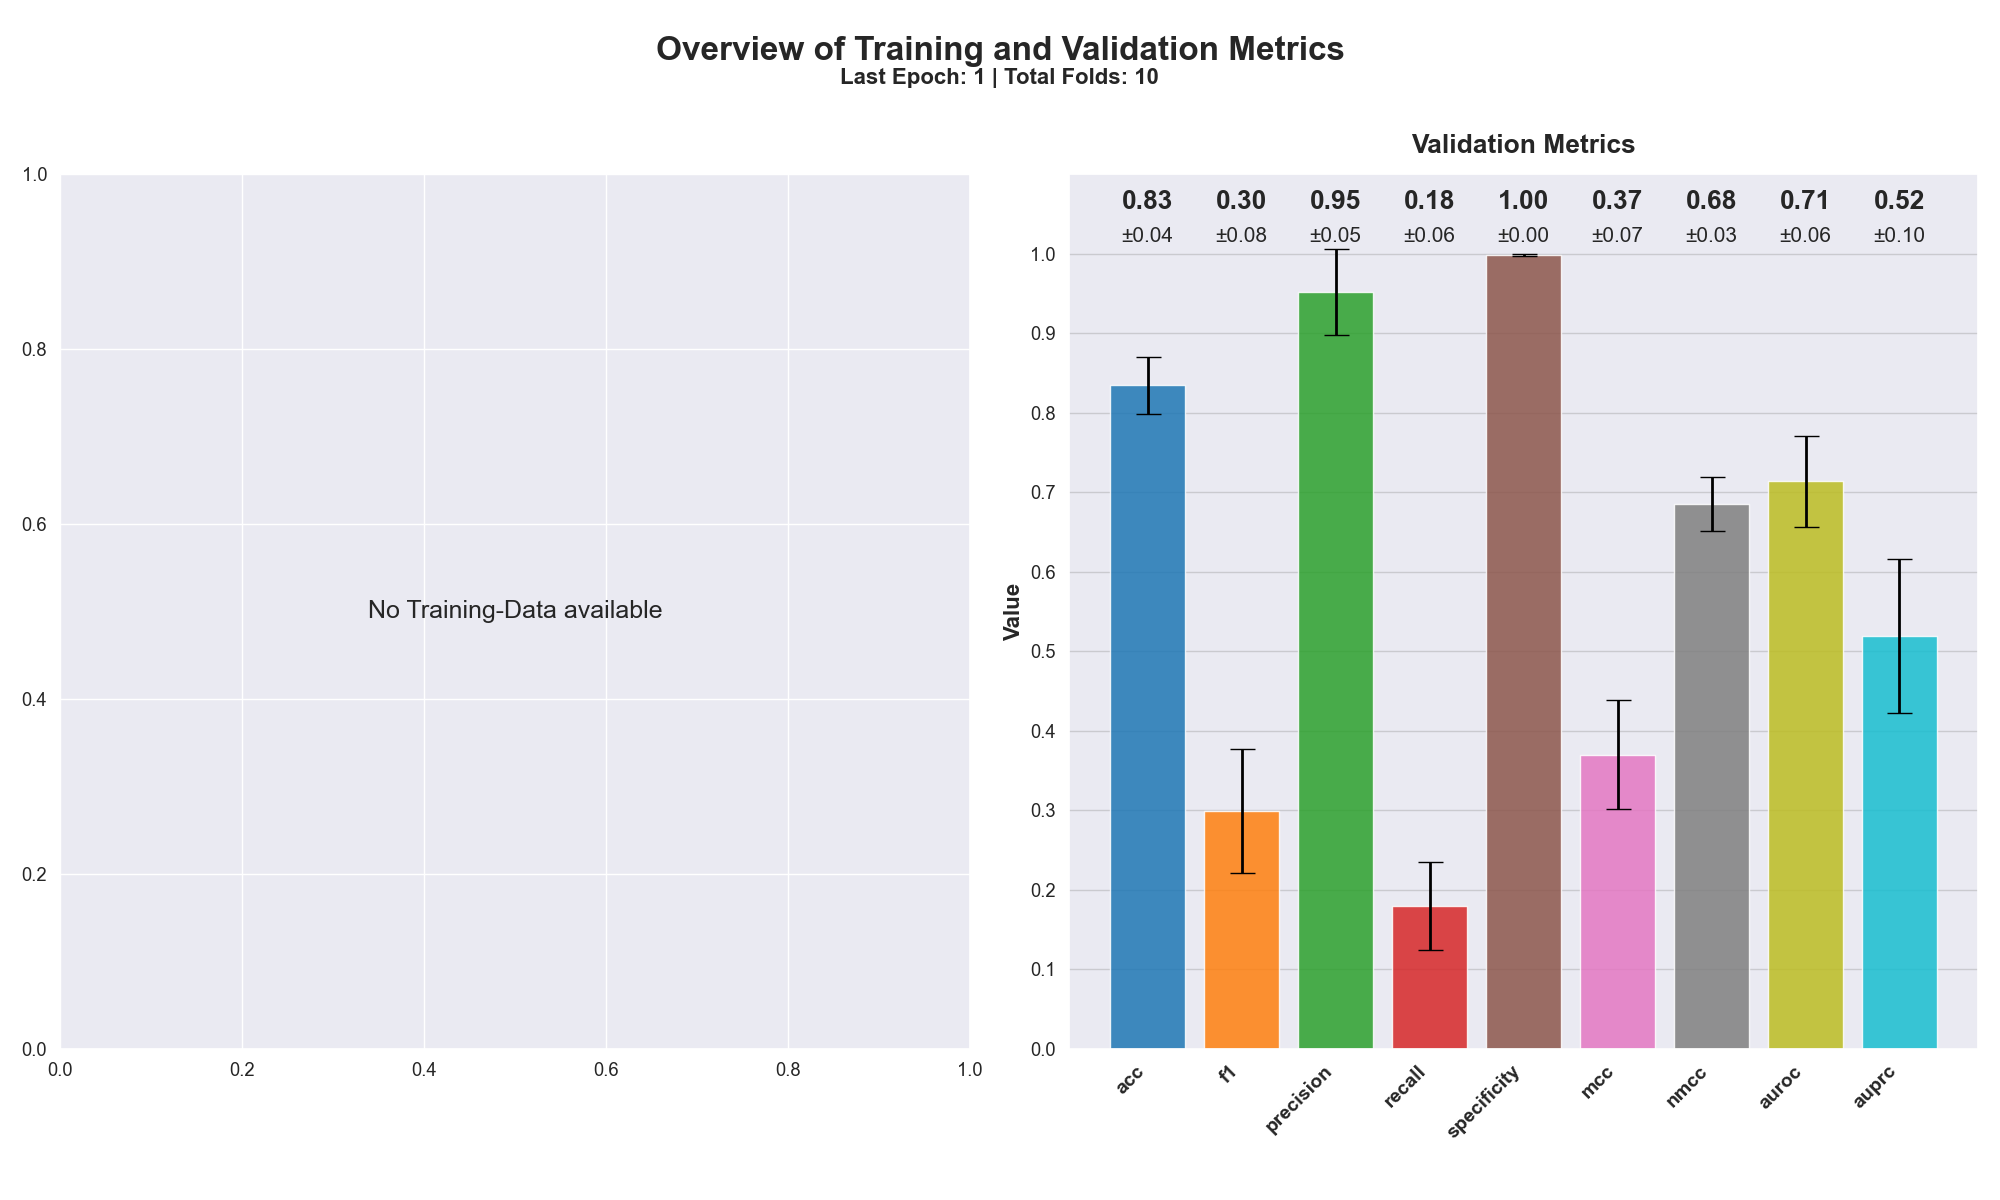 Overview of Training and Validation Metrics
Last Epoch: 1 | Total Folds: 10
1.0
0.8
0.6
0.4
0.2
0.0
No Training-Data available
0.0 0.2 0.4 0.6 0.8 1.0
Validation Metrics
0.83 0.30 0.95 0.18 1.00 0.37 0.68 0.71 0.52
±0.04 ±0.08 ±0.05 ±0.06 ±0.00 ±0.07 ±0.03 ±0.06 ±0.10
Value
1.0
0.9
0.8
0.7
0.6
0.5
0.4
0.3
0.2
0.1
0.0
acc f1 precision recall specificity mcc nmcc auroc auprc